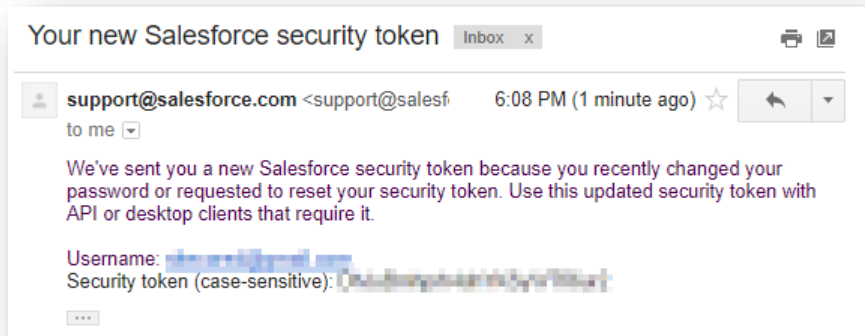 Your new Salesforce security token Inbox x
support@salesforce.com <support@salesf 6:08 PM (1 minute ago)
to me
We've sent you a new Salesforce security token because you recently changed your
password or requested to reset your security token. Use this updated security token with
API or desktop clients that require it.
Username:
Security token (case-sensitive):